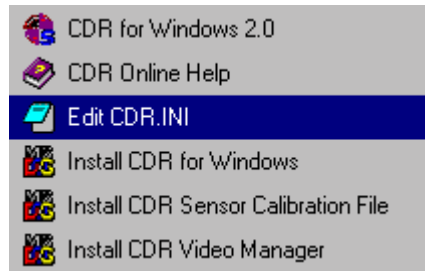 CDR for Windows 2.0
CDR Online Help
Edit CDR.INI
Install CDR for Windows
Install CDR Sensor Calibration File
Install CDR Video Manager